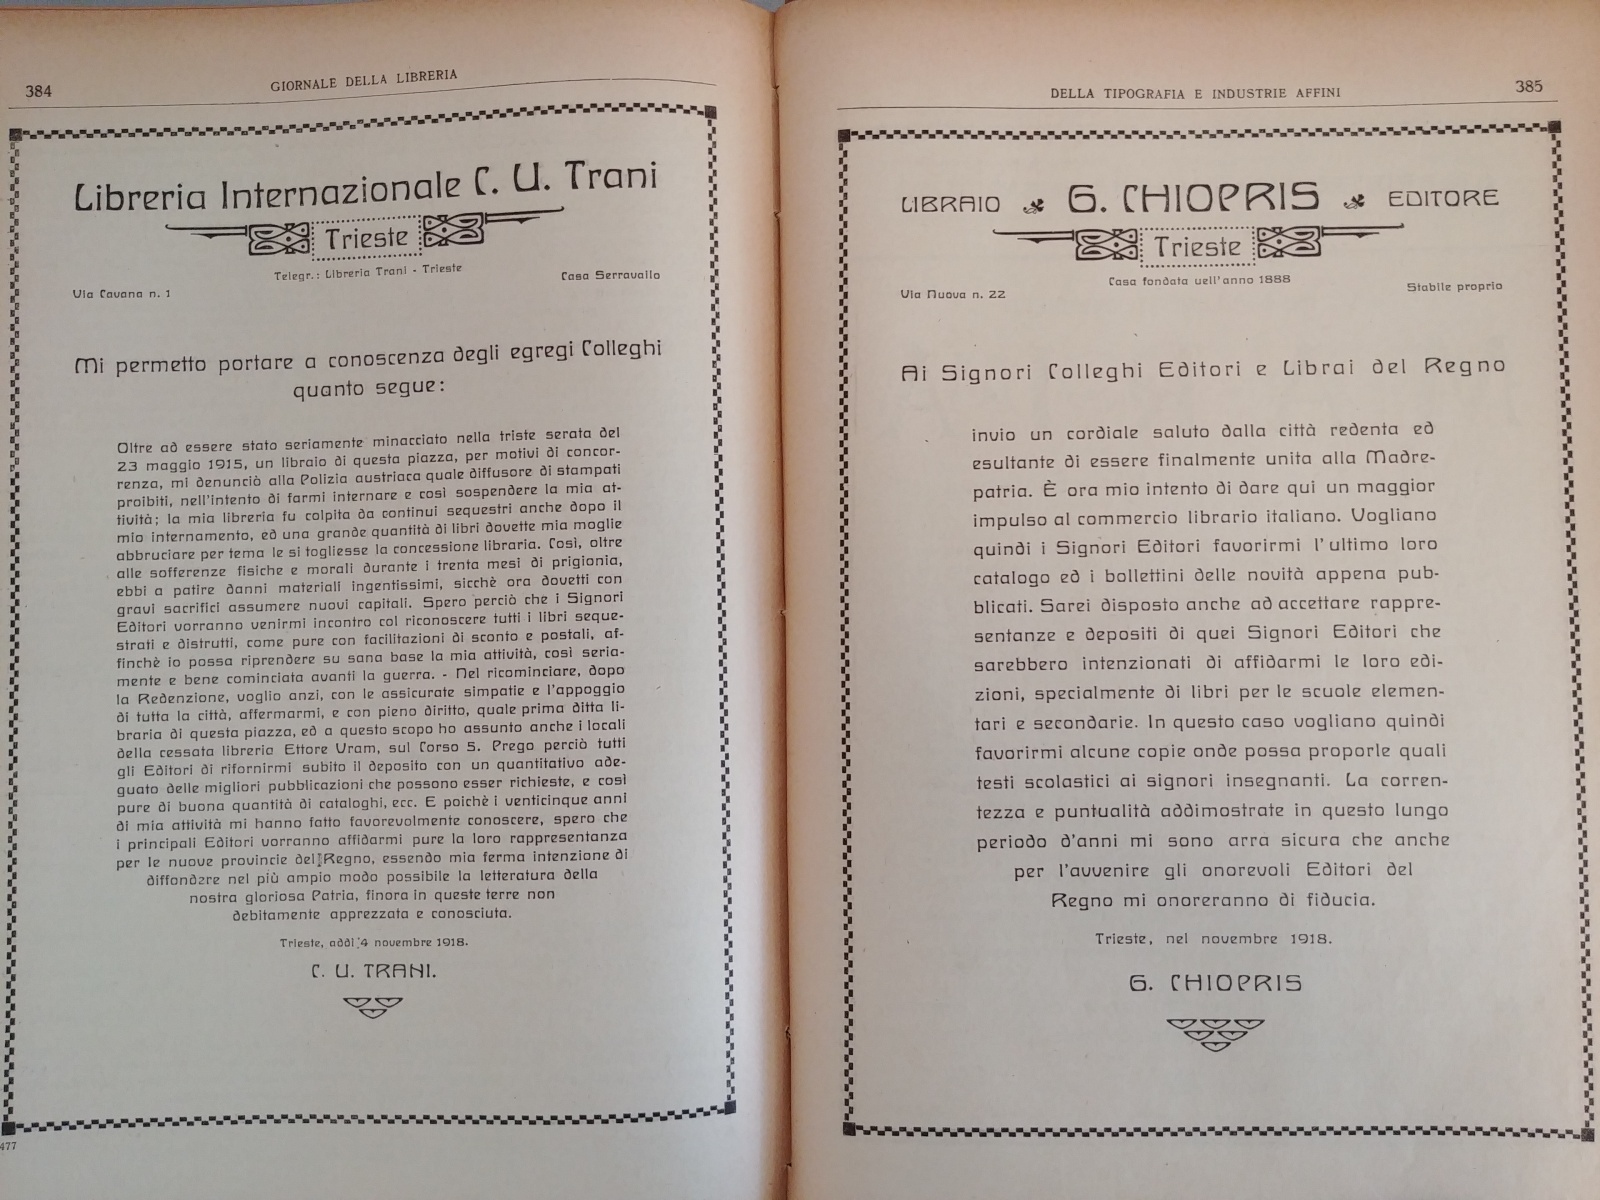 384
GIORNALE DELLA LIBRERIA
Libreria Internazionale C. U. Trani
Trieste
Telegr.: Libreria Trani - Trieste
Via Cavana n. 1
Casa Serravallo
Mi permetto portare a conoscenza degli egregi Colleghi
quanto segue:
Oltre ad essere stato seriamente minacciato nella triste serata del
23 maggio 1915, un libraio di questa piazza, per motivi di concor-
renza, mi denunciò alla Polizia austriaca quale diffusore di stampati
proibiti, nell'intento di farmi internare e così sospendere la mia at-
tività; la mia libreria fu colpita da continui sequestri anche dopo il
mio internamento, ed una grande quantità di libri dovette mia moglie
abbruciare per tema le si togliesse la concessione libraria. Così, oltre
alle sofferenze fisiche e morali durante i trenta mesi di prigionia,
ebbi a patire danni materiali ingentissimi, sicchè ora dovetti con
gravi sacrifici assumere nuovi capitali. Spero perciò che i Signori
Editori vorranno venirmi incontro col riconoscere tutti i libri seque-
strati e distrutti, come pure con facilitazioni di sconto e postali, af-
finchè io possa riprendere su sana base la mia attività, così seria-
mente e bene cominciata avanti la guerra. - Nel ricominciare, dopo
la Redenzione, voglio anzi, con le assicurate simpatie e l'appoggio
di tutta la città, affermarmi, e con pieno diritto, quale prima ditta li-
braria di questa piazza, ed a questo scopo ho assunto anche i locali
della cessata libreria Ettore Vram, sul Corso 5. Prego perciò tutti
gli Editori di rifornirmi subito il deposito con un quantitativo ade-
guato delle migliori pubblicazioni che possono esser richieste, e così
pure di buona quantità di cataloghi, ecc. E poichè i venticinque anni
di mia attività mi hanno fatto favorevolmente conoscere, spero che
i principali Editori vorranno affidarmi pure la loro rappresentanza
per le nuove provincie del Regno, essendo mia ferma intenzione di
diffondere nel più ampio modo possibile la letteratura della
nostra gloriosa Patria, finora in queste terre non
debitamente apprezzata e conosciuta.
Trieste, addì 4 novembre 1918.
C. U. TRANI.
477
DELLA TIPOGRAFIA E INDUSTRIE AFFINI
385
LIBRAIO G. CHIOPRIS EDITORE
Trieste
Casa fondata uell'anno 1888
Via Nuova n. 22
Stabile proprio
Ai Signori Colleghi Editori e Librai del Regno
invio un cordiale saluto dalla città redenta ed
esultante di essere finalmente unita alla Madre-
patria. È ora mio intento di dare qui un maggior
impulso al commercio librario italiano. Vogliano
quindi i Signori Editori favorirmi l'ultimo loro
catalogo ed i bollettini delle novità appena pub-
blicati. Sarei disposto anche ad accettare rappre-
sentanze e depositi di quei Signori Editori che
sarebbero intenzionati di affidarmi le loro edi-
zioni, specialmente di libri per le scuole elemen-
tari e secondarie. In questo caso vogliano quindi
favorirmi alcune copie onde possa proporle quali
testi scolastici ai signori insegnanti. La corren-
tezza e puntualità addimostrate in questo lungo
periodo d'anni mi sono arra sicura che anche
per l'avvenire gli onorevoli Editori del
Regno mi onoreranno di fiducia.
Trieste, nel novembre 1918.
G. CHIOPRIS